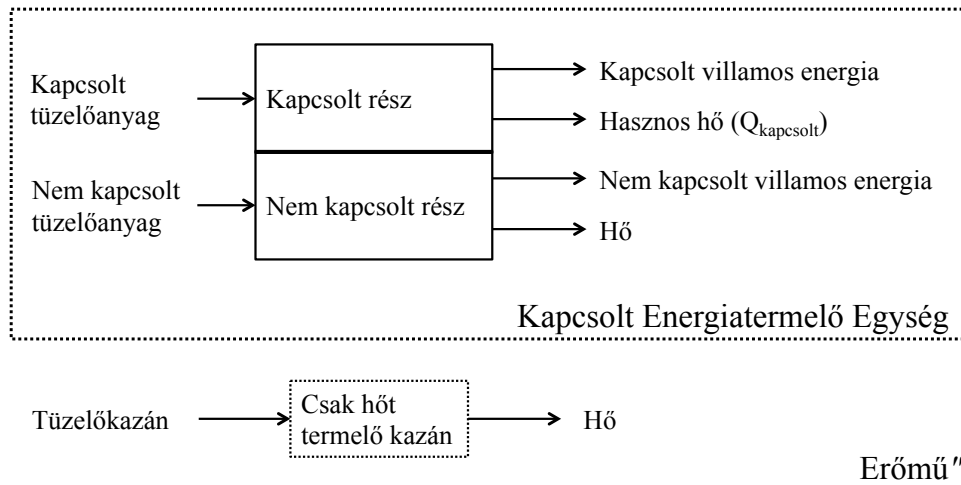 Kapcsolt
tüzelőanyag
Kapcsolt rész
Kapcsolt villamos energia
Hasznos hő (Qkapcsolt)
Nem kapcsolt
tüzelőanyag
Nem kapcsolt rész
Nem kapcsolt villamos energia
Hő
Kapcsolt Energiatermelő Egység
Tüzelőkazán
Csak hőt
termelő kazán
Hő
Erőmű"